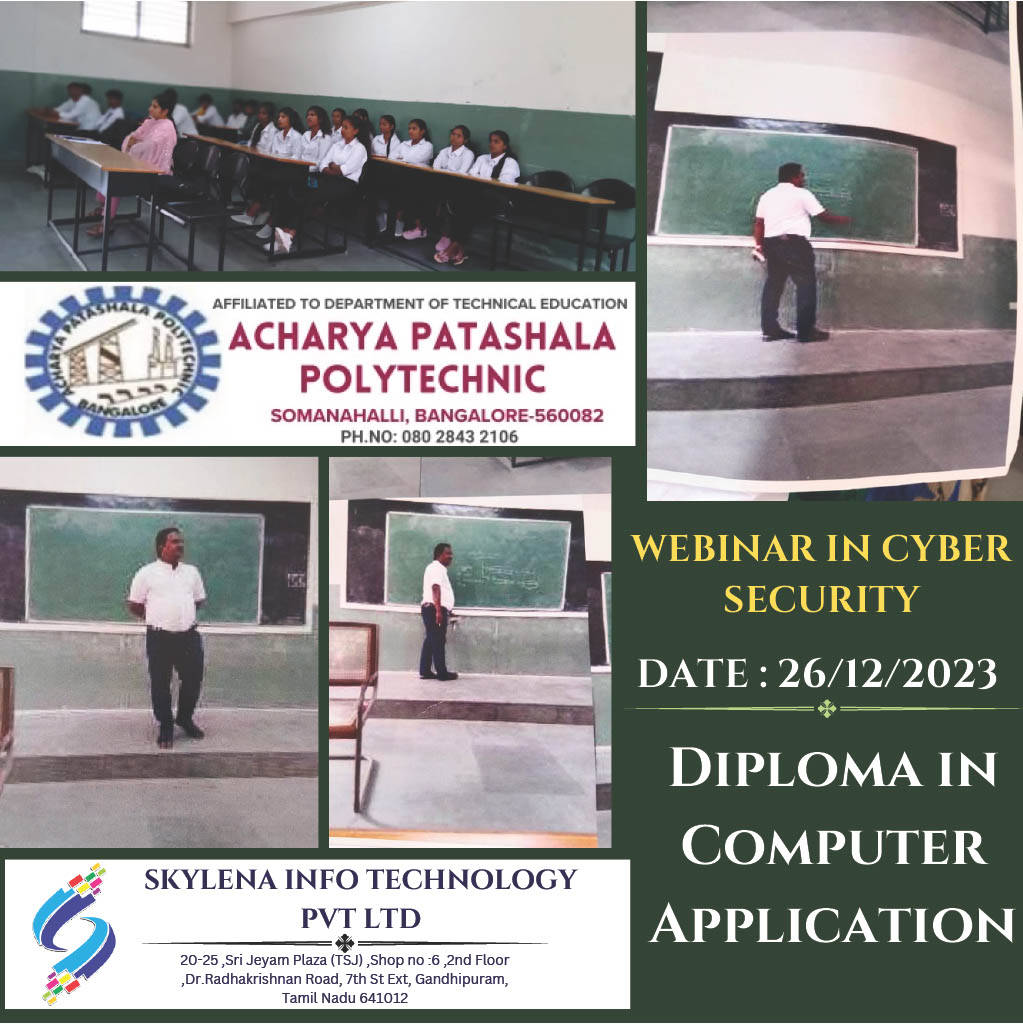 AFFILIATED TO DEPARTMENT OF TECHNICAL EDUCATION
ACHARYA PATASHALA
POLYTECHNIC
SOMANAHALLI, BANGALORE-560082
PH.NO: 080 2843 2106
ACHARYA PATASHALA POLYTECHNIC
BANGALORE
WEBINAR IN CYBER
SECURITY
DATE : 26/12/2023
DIPLOMA IN
COMPUTER
APPLICATION
SKYLENA INFO TECHNOLOGY
PVT LTD
20-25 ,Sri Jeyam Plaza (TSJ) ,Shop no :6 ,2nd Floor
,Dr.Radhakrishnan Road, 7th St Ext, Gandhipuram,
Tamil Nadu 641012